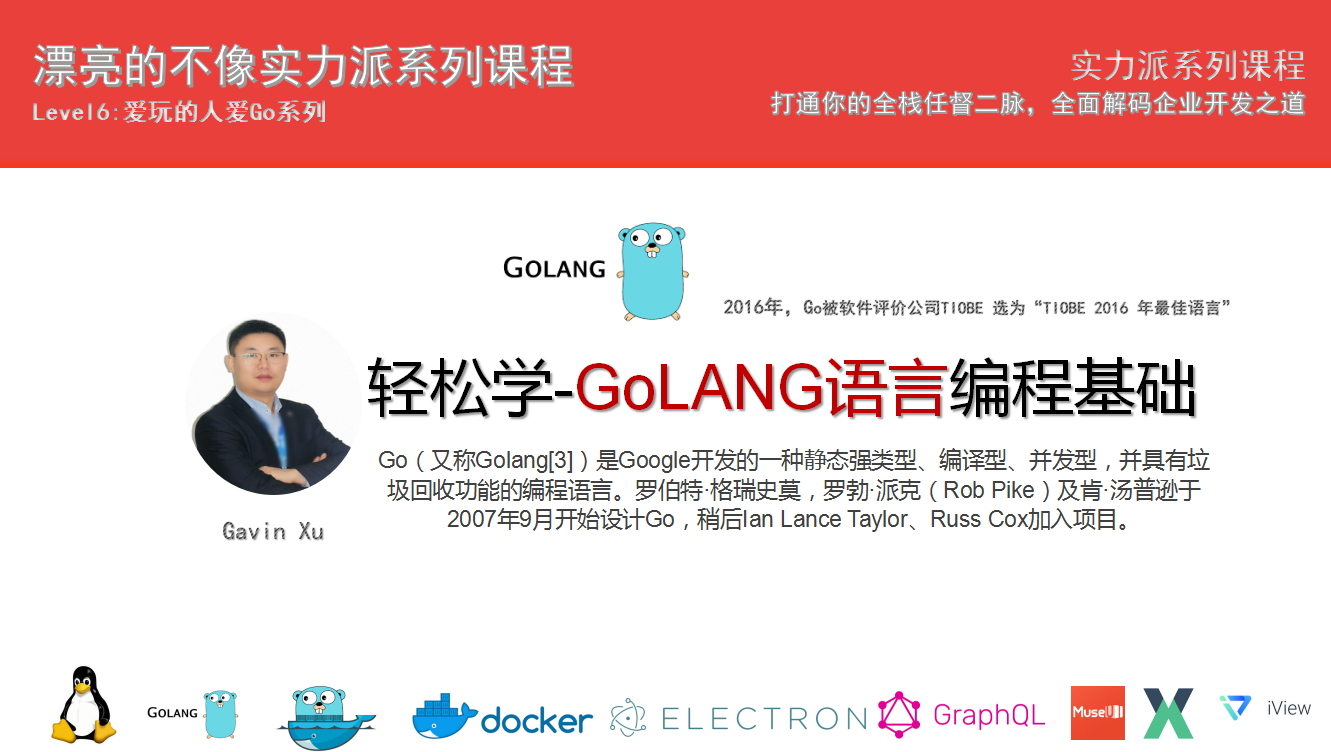 漂亮的不像实力派系列课程
Level6:爱玩的人爱Go系列
实力派系列课程
打通你的全栈任督二脉，全面解码企业开发之道
GOLANG
2016年，Go被软件评价公司TIOBE 选为“TIOBE 2016 年最佳语言”
轻松学-GoLANG语言编程基础
Go（又称Golang[3]）是Google开发的一种静态强类型、编译型、并发型，并具有垃
圾回收功能的编程语言。罗伯特·格瑞史莫，罗勃·派克（Rob Pike）及肯·汤普逊于
2007年9月开始设计Go，稍后Ian Lance Taylor、Russ Cox加入项目。
Gavin Xu
GOLANG
docker
ELECTRON
GraphQL
MuseUI
iView